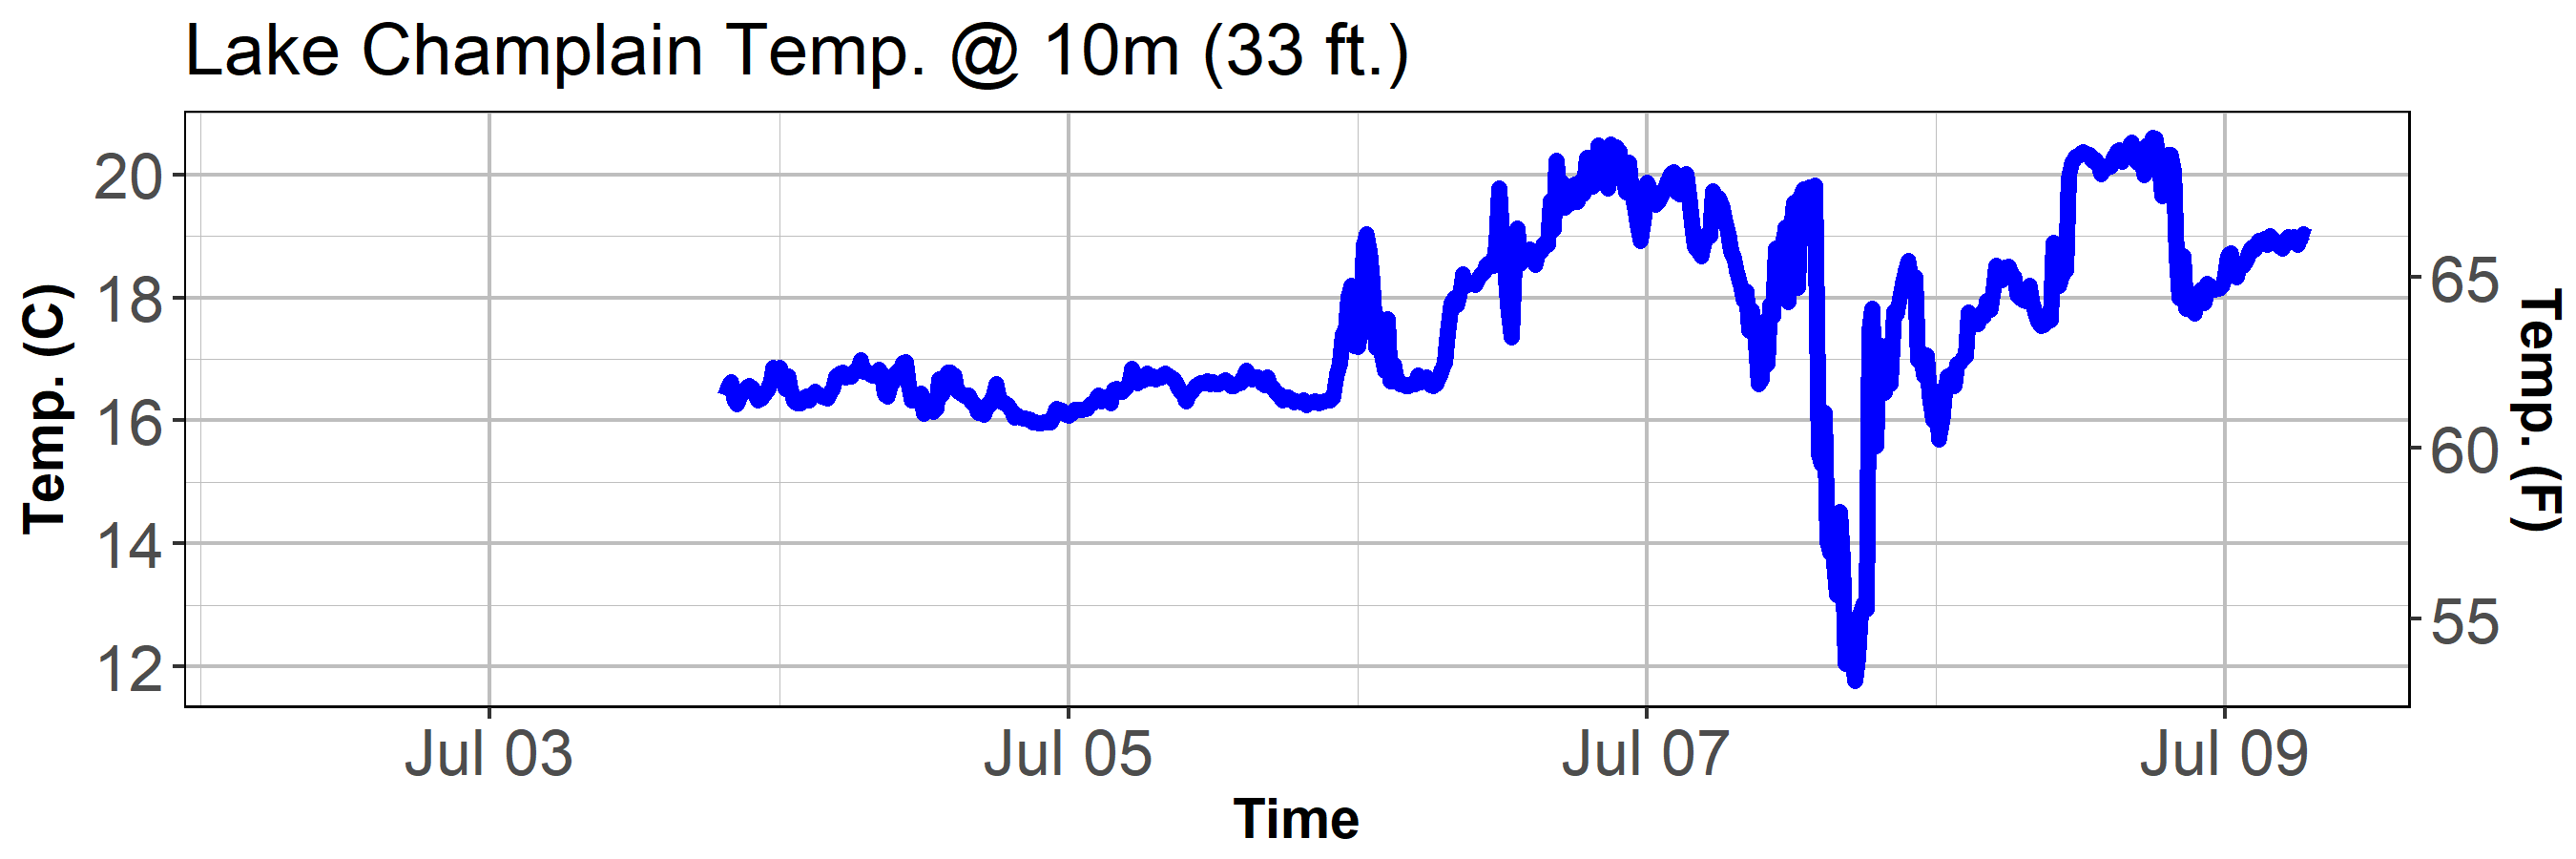 Lake Champlain Temp. @ 10m (33 ft.)
Temp. (C)
20
18
16
14
12
65
60
55
Temp. (F)
Jul 03
Jul 05
Jul 07
Jul 09
Time